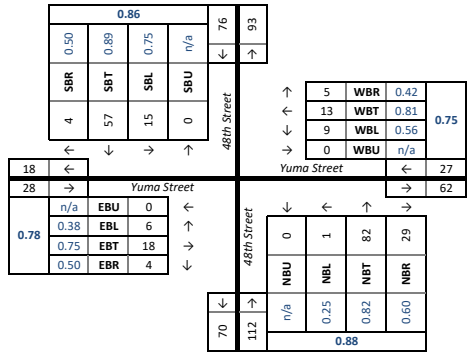 0.86
0.50 0.89 0.75 n/a
SBR SBT SBL SBU
4 57 15 0
← ↓ → ↑
76 93
↓ ↑
48th Street
↑ 5 WBR 0.42
← 13 WBT 0.81
↓ 9 WBL 0.56
→ 0 WBU n/a
0.75
18 ←
Yuma Street
← 27
28 →
Yuma Street
→ 62
0.78
n/a EBU 0 ←
0.38 EBL 6 ↑
0.75 EBT 18 →
0.50 EBR 4 ↓
48th Street
↓ ↑
70 112
↓ ← ↑ →
0 1 82 29
NBU NBL NBT NBR
n/a 0.25 0.82 0.60
0.88